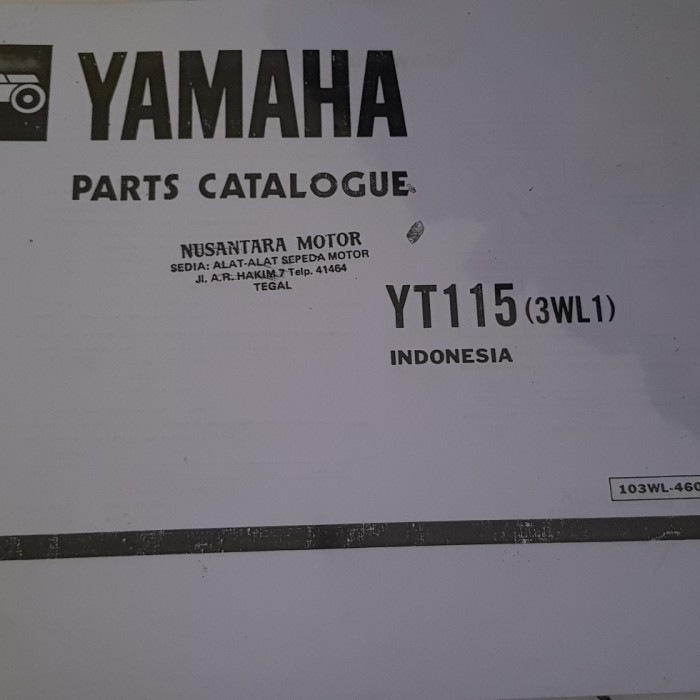 YAMAHA
PARTS CATALOGUE
NUSANTARA MOTOR
SEDIA: ALAT-ALAT SEPEDA MOTOR
Jl. A.R. HAKIM 7 Telp. 41464
TEGAL
YT115 (3WL1)
INDONESIA
103WL-460